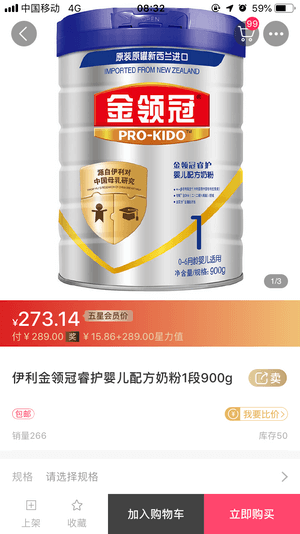 中国移动 4G 08:32 59%
99
原装原罐新西兰进口
IMPORTED FROM NEW ZEALAND
金领冠
PRO-KIDO
金领冠睿护
婴儿配方奶粉
源自伊利对
中国母乳研究
1
0-6月龄婴儿适用
净含量/规格: 900g
1/3
¥273.14 五星会员价
付¥289.00 奖 ¥15.86+289.00星力值
伊利金领冠睿护婴儿配方奶粉1段900g
卖
包邮
我要比价>
销量266
库存50
规格 请选择规格
上架
收藏
加入购物车
立即购买